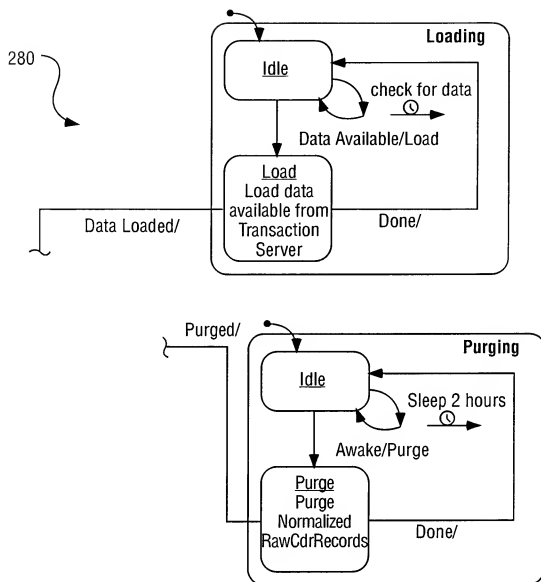 280
Loading
Idle
check for data
Data Available/Load
Load
Load data
available from
Transaction
Server
Data Loaded/
Done/
Purged/
Purging
Idle
Sleep 2 hours
Awake/Purge
Purge
Purge
Normalized
RawCdrRecords
Done/